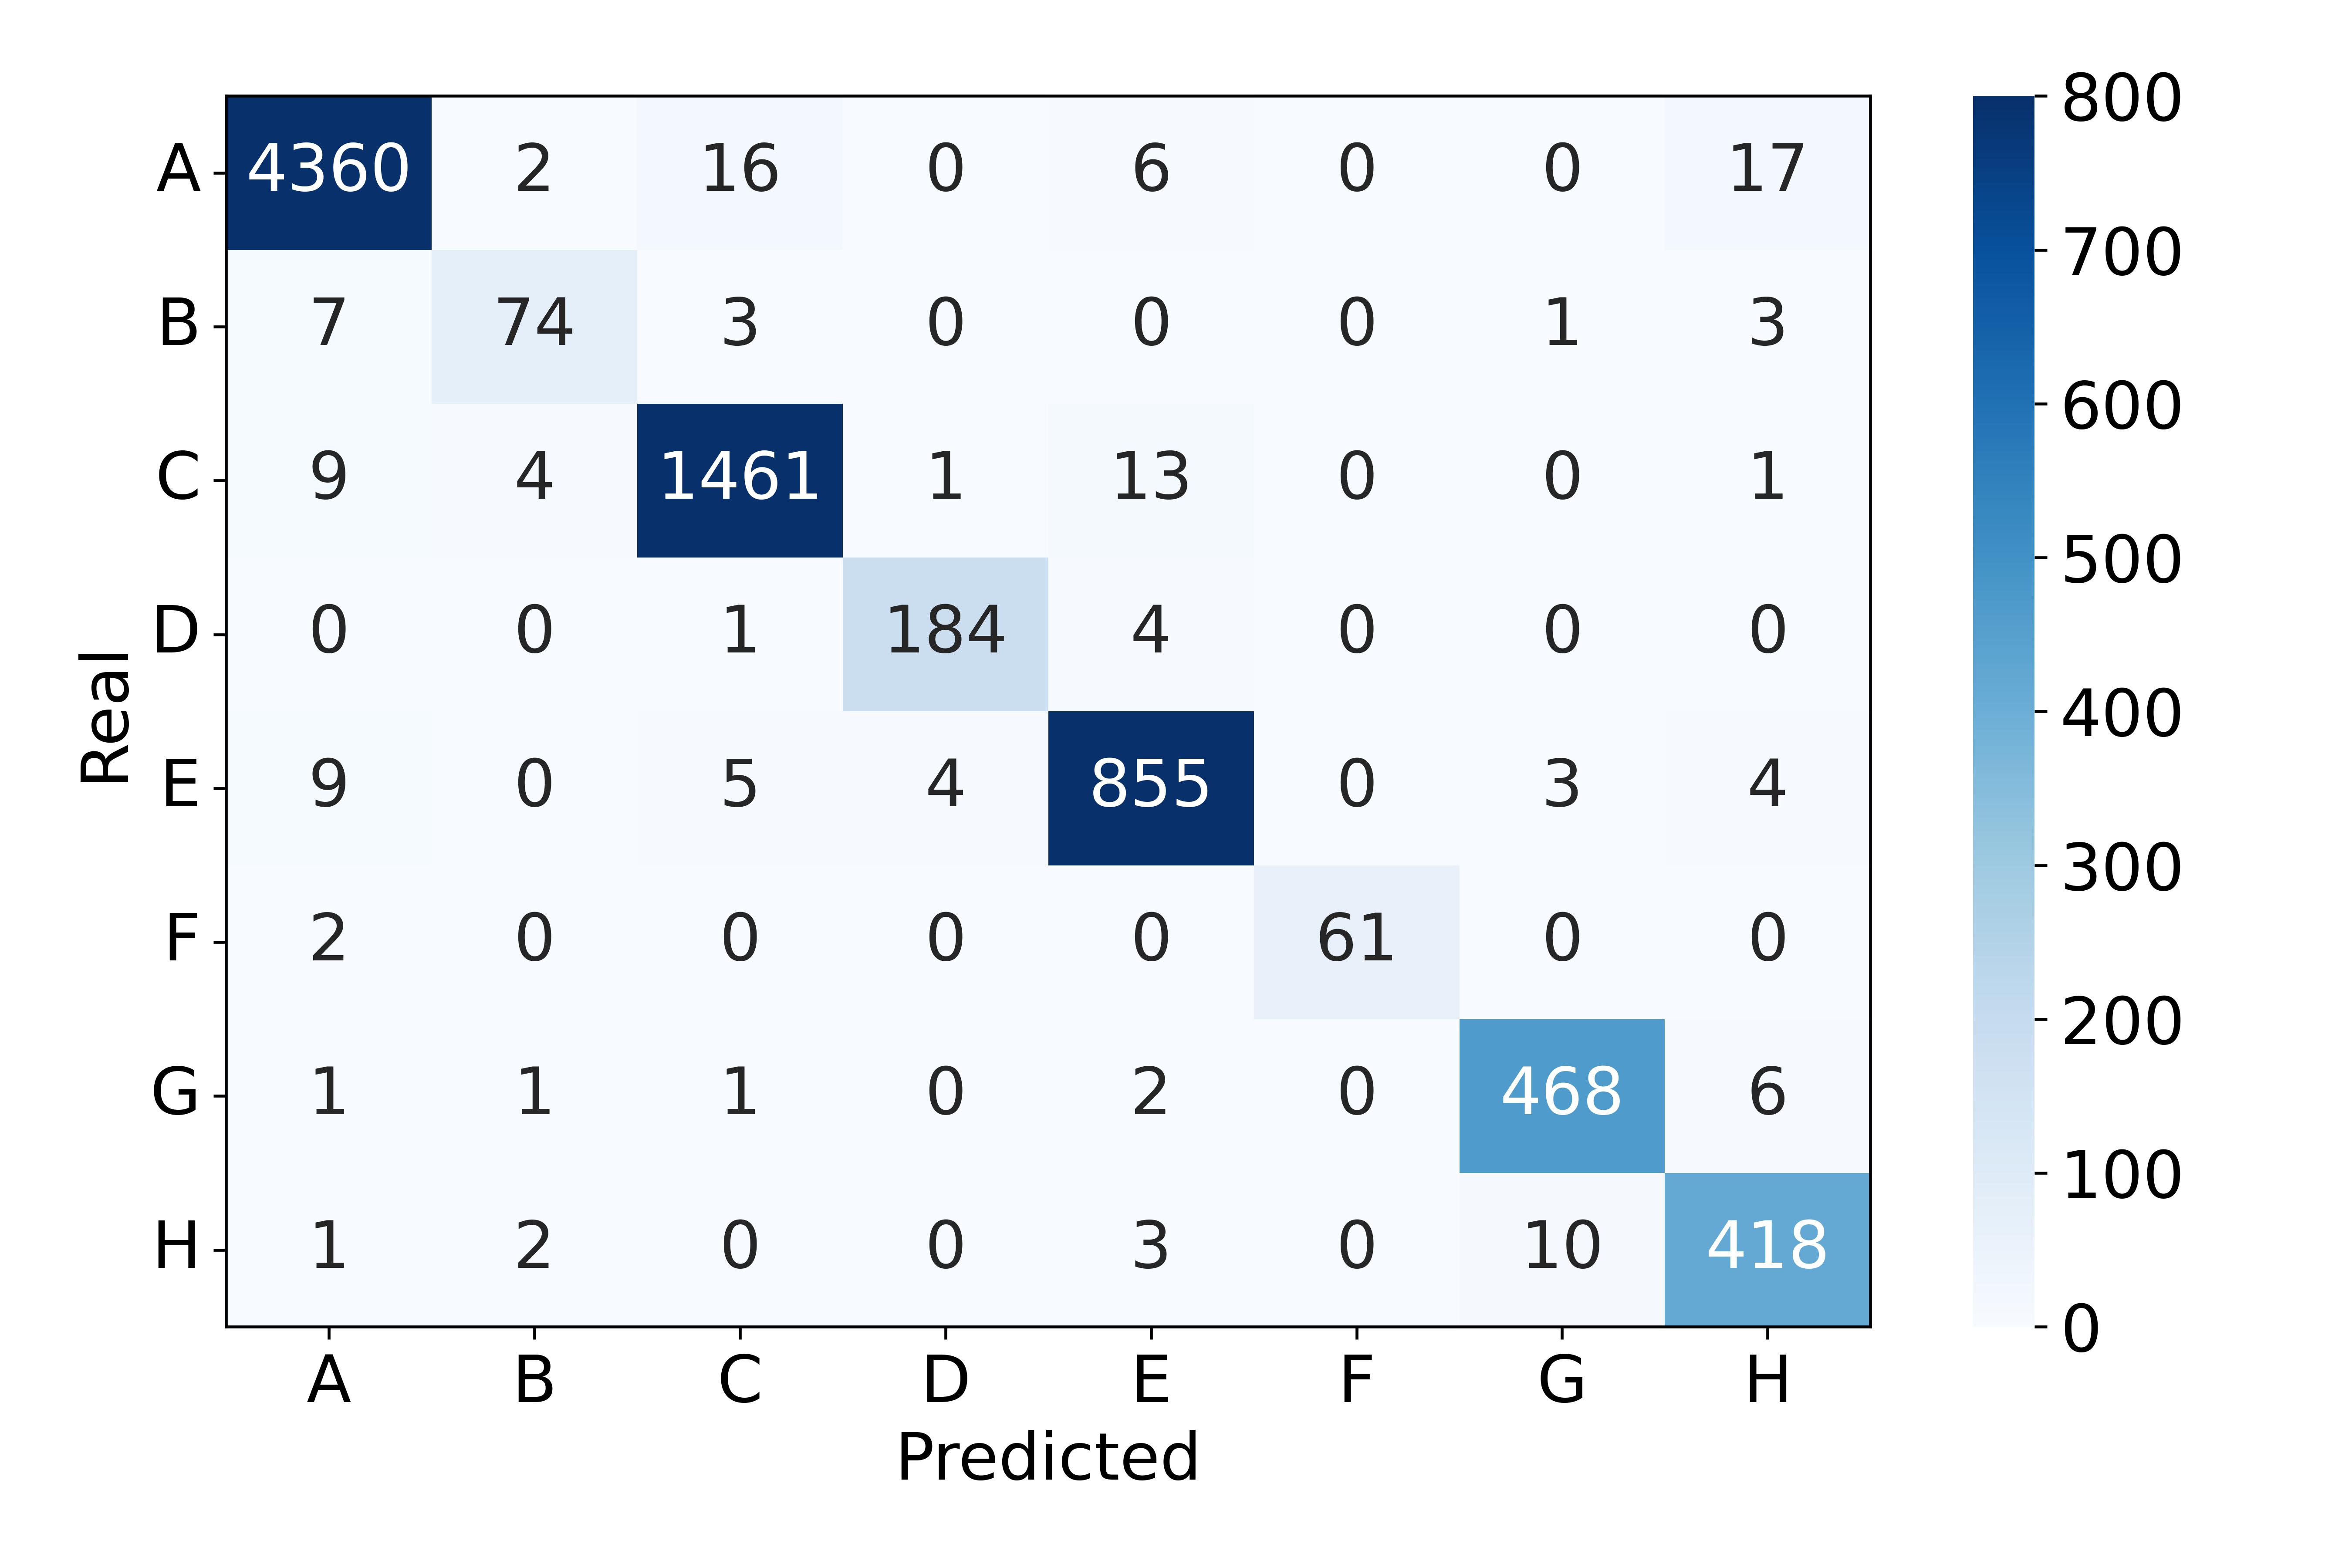 A 4360 2 16 0 6 0 0 17
B 7 74 3 0 0 0 1 3
C 9 4 1461 1 13 0 0 1
D 0 0 1 184 4 0 0 0
E 9 0 5 4 855 0 3 4
F 2 0 0 0 0 61 0 0
G 1 1 1 0 2 0 468 6
H 1 2 0 0 3 0 10 418
A B C D E F G H
Predicted
Real
800
700
600
500
400
300
200
100
0